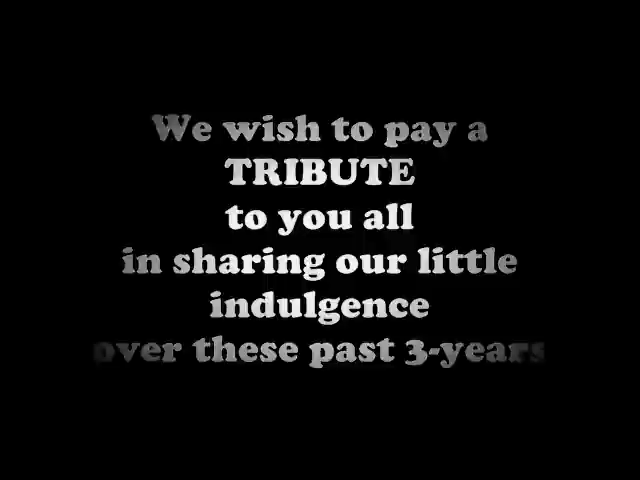 We wish to pay a
TRIBUTE
to you all
in sharing our little
indulgence
over these past 3-years